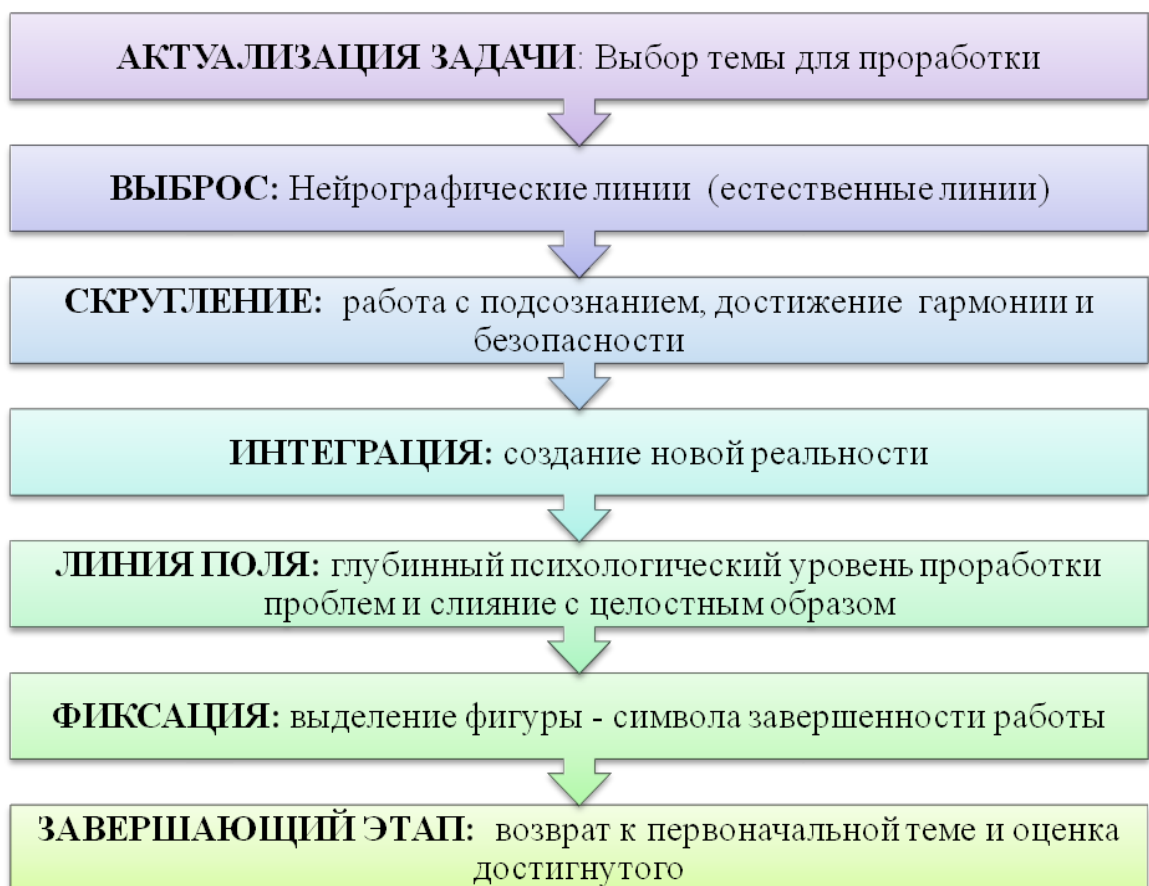 АКТУАЛИЗАЦИЯ ЗАДАЧИ: Выбор темы для проработки
ВЫБРОС: Нейрографические линии (естественные линии)
СКРУГЛЕНИЕ: работа с подсознанием, достижение гармонии и
безопасности
ИНТЕГРАЦИЯ: создание новой реальности
ЛИНИЯ ПОЛЯ: глубинный психологический уровень проработки
проблем и слияние с целостным образом
ФИКСАЦИЯ: выделение фигуры - символа завершенности работы
ЗАВЕРШАЮЩИЙ ЭТАП: возврат к первоначальной теме и оценка
достигнутого